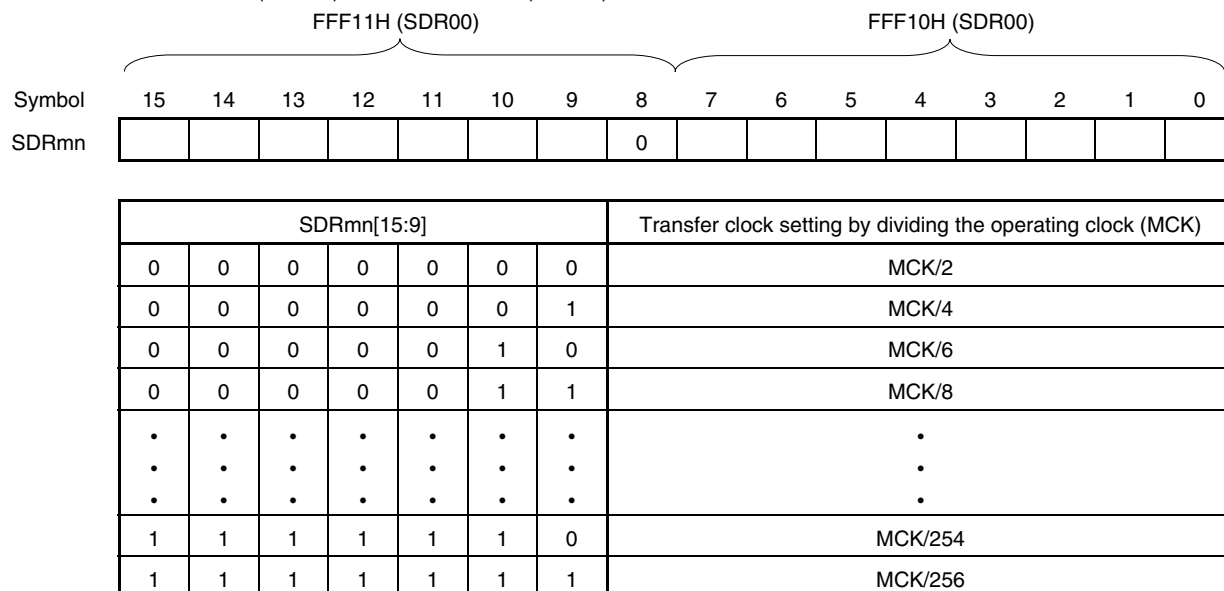 FFF11H (SDR00) FFF10H (SDR00)
Symbol 15 14 13 12 11 10 9 8 7 6 5 4 3 2 1 0
SDRmn 0
SDRmn[15:9] Transfer clock setting by dividing the operating clock (MCK)
0 0 0 0 0 0 0 MCK/2
0 0 0 0 0 0 1 MCK/4
0 0 0 0 0 1 0 MCK/6
0 0 0 0 0 1 1 MCK/8
• • • • • • • •
• • • • • • • •
• • • • • • • •
1 1 1 1 1 1 0 MCK/254
1 1 1 1 1 1 1 MCK/256